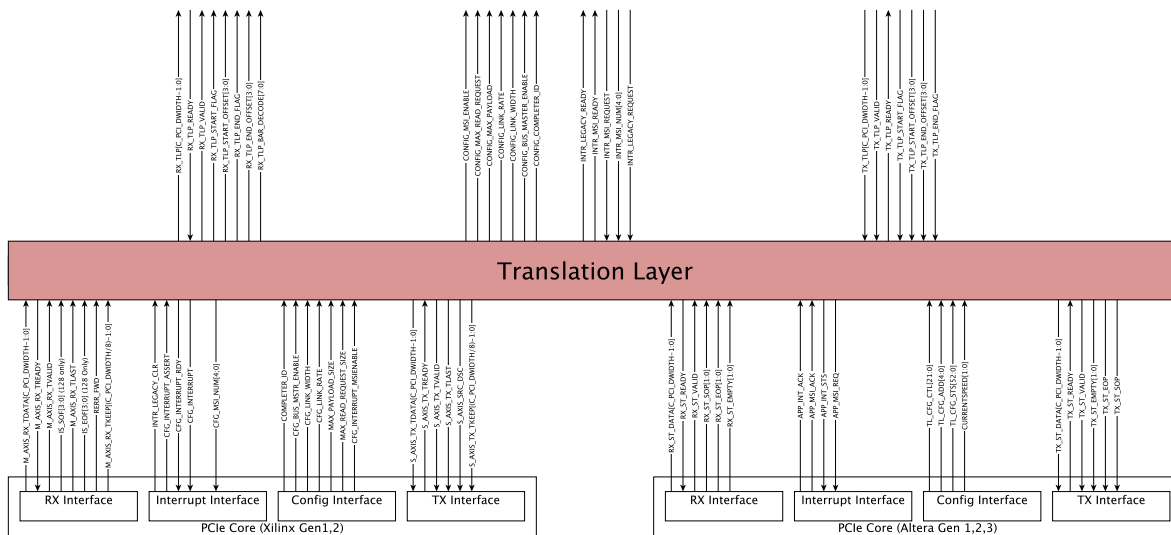 RX_TLP[C_PCI_DWIDTH-1:0]
RX_TLP_READY
RX_TLP_VALID
RX_TLP_START_FLAG
RX_TLP_START_OFFSET[3:0]
RX_TLP_END_FLAG
RX_TLP_END_OFFSET[3:0]
RX_TLP_BAR_DECODE[7:0]
CONFIG_MSI_ENABLE
CONFIG_MAX_READ_REQUEST
CONFIG_MAX_PAYLOAD
CONFIG_LINK_RATE
CONFIG_LINK_WIDTH
CONFIG_BUS_MASTER_ENABLE
CONFIG_COMPLETER_ID
INTR_LEGACY_READY
INTR_MSI_READY
INTR_MSI_REQUEST
INTR_MSI_NUM[4:0]
INTR_LEGACY_REQUEST
TX_TLP[C_PCI_DWIDTH-1:0]
TX_TLP_VALID
TX_TLP_READY
TX_TLP_START_FLAG
TX_TLP_START_OFFSET[3:0]
TX_TLP_END_OFFSET[3:0]
TX_TLP_END_FLAG
Translation Layer
M_AXIS_RX_TDATA[C_PCI_DWIDTH-1:0]
M_AXIS_RX_TREADY
M_AXIS_RX_TVALID
IS_SOF[3:0] (128 only)
M_AXIS_RX_TLAST
IS_EOF[3:0] (128 Only)
RERR_FWD
M_AXIS_RX_TKEEP[(C_PCI_DWIDTH/8)-1:0]
INTR_LEGACY_CLR
CFG_INTERRUPT_ASSERT
CFG_INTERRUPT_RDY
CFG_INTERRUPT
CFG_MSI_NUM[4:0]
COMPLETER_ID
CFG_BUS_MSTR_ENABLE
CFG_LINK_WIDTH
CFG_LINK_RATE
MAX_PAYLOAD_SIZE
MAX_READ_REQUEST_SIZE
CFG_INTERRUPT_MSIENABLE
S_AXIS_TX_TDATA[C_PCI_DWIDTH-1:0]
S_AXIS_TX_TREADY
S_AXIS_TX_TVALID
S_AXIS_TX_TLAST
S_AXIS_SRC_DSC
S_AXIS_TX_TKEEP[(C_PCI_DWIDTH/8)-1:0]
RX_ST_DATA[C_PCI_DWIDTH-1:0]
RX_ST_READY
RX_ST_VALID
RX_ST_SOP[1:0]
RX_ST_EOP[1:0]
RX_ST_EMPTY[1:0]
APP_INT_ACK
APP_MSI_ACK
APP_INT_STS
APP_MSI_REQ
TL_CFG_CTL[21:0]
TL_CFG_ADD[4:0]
TL_CFG_STS[52:0]
CURRENTSPEED[1:0]
TX_ST_DATA[C_PCI_DWIDTH-1:0]
TX_ST_READY
TX_ST_VALID
TX_ST_EMPTY[1:0]
TX_ST_EOP
TX_ST_SOP
RX Interface
Interrupt Interface
Config Interface
TX Interface
PCIe Core (Xilinx Gen1,2)
RX Interface
Interrupt Interface
Config Interface
TX Interface
PCIe Core (Altera Gen 1,2,3)